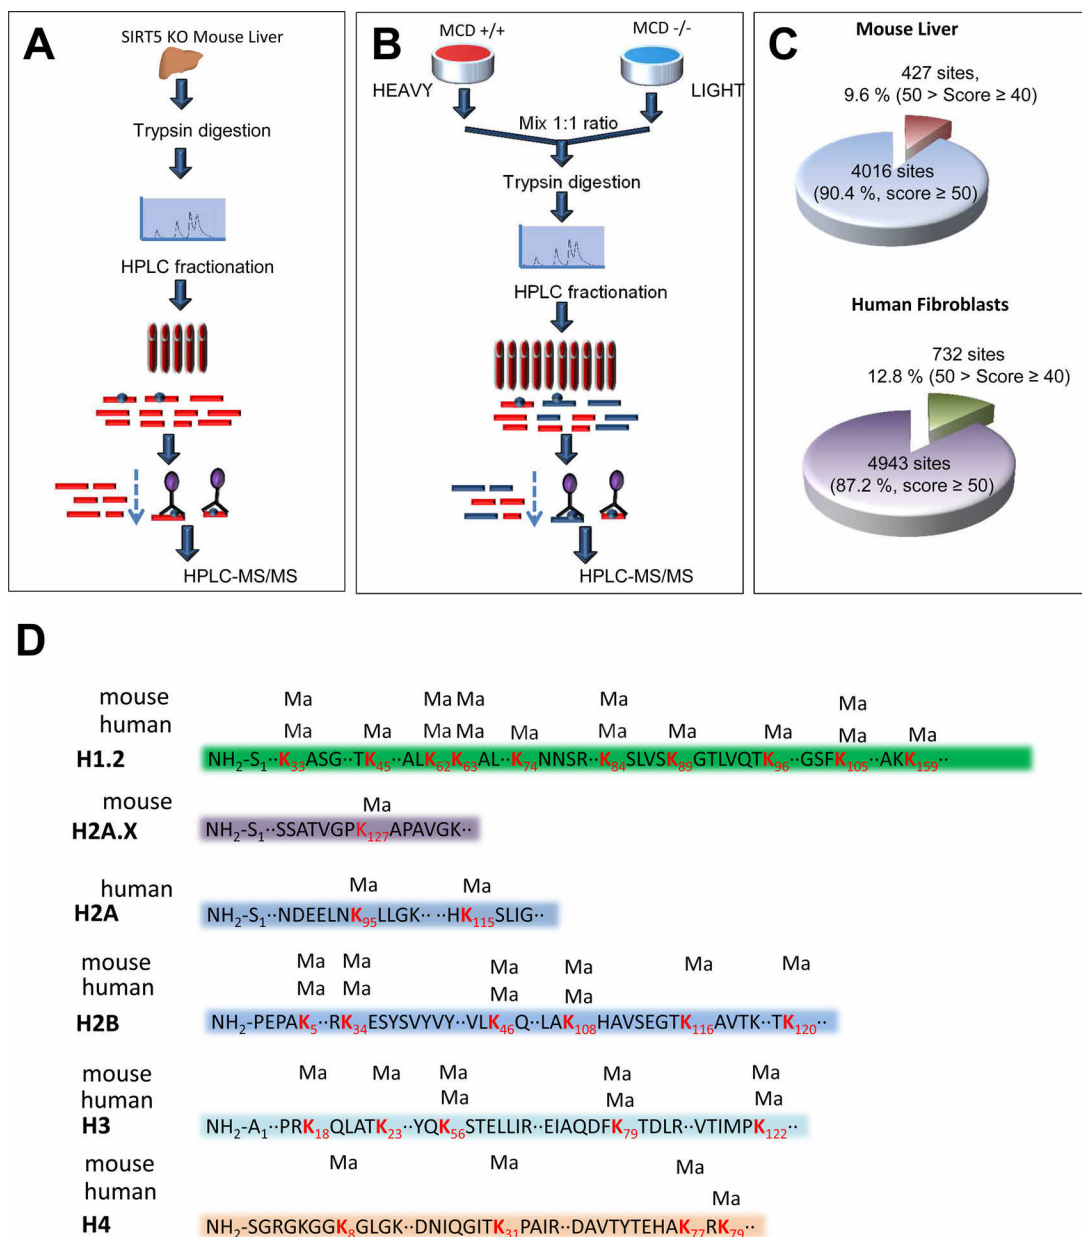 A
SIRT5 KO Mouse Liver
Trypsin digestion
HPLC fractionation
HPLC-MS/MS
B
MCD +/+
MCD -/-
HEAVY
LIGHT
Mix 1:1 ratio
Trypsin digestion
HPLC fractionation
HPLC-MS/MS
C
Mouse Liver
427 sites,
9.6 % (50 > Score ≥ 40)
4016 sites
(90.4 %, score ≥ 50)
Human Fibroblasts
732 sites
12.8 % (50 > Score ≥ 40)
4943 sites
(87.2 %, score ≥ 50)
D
mouse Ma Ma Ma Ma Ma
human Ma Ma Ma Ma Ma Ma Ma Ma Ma Ma
H1.2 NH2-S1··K33ASG··TK45··ALK62K63AL··K74NNSR··K84SLVSK89GTLVQTK96··GSFK105··AKK159··
mouse Ma
H2A.X NH2-S1··SSATVGPK127APAVGK··
human Ma Ma
H2A NH2-S1··NDEELNK95LLGK·· ··HK115SLIG··
mouse Ma Ma Ma Ma Ma Ma
human Ma Ma Ma Ma
H2B NH2-PEPAK5··RK34ESYSVYVY··VLK46Q··LAK108HAVSEGTK116AVTK··TK120··
mouse Ma Ma Ma Ma Ma
human Ma Ma Ma
H3 NH2-A1··PRK18QLATK23··YQK56STELLIR··EIAQDFK79TDLR··VTIMPK122··
mouse Ma Ma Ma
human Ma
H4 NH2-SGRGKGGK8GLGK··DNIQGITK31PAIR··DAVTYTEHAK77RK79··